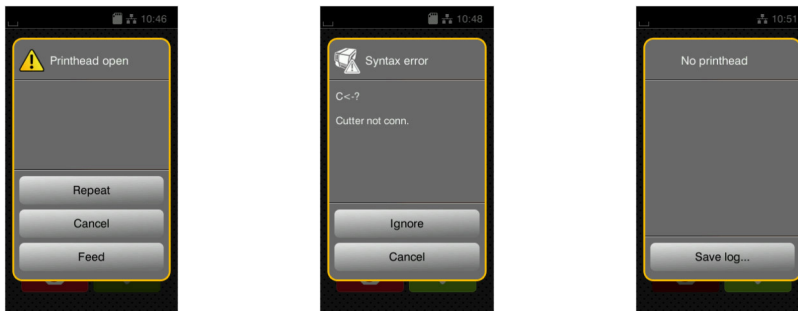 10:46
Printhead open
Repeat
Cancel
Feed
10:48
Syntax error
C<-?
Cutter not conn.
Ignore
Cancel
10:51
No printhead
Save log...